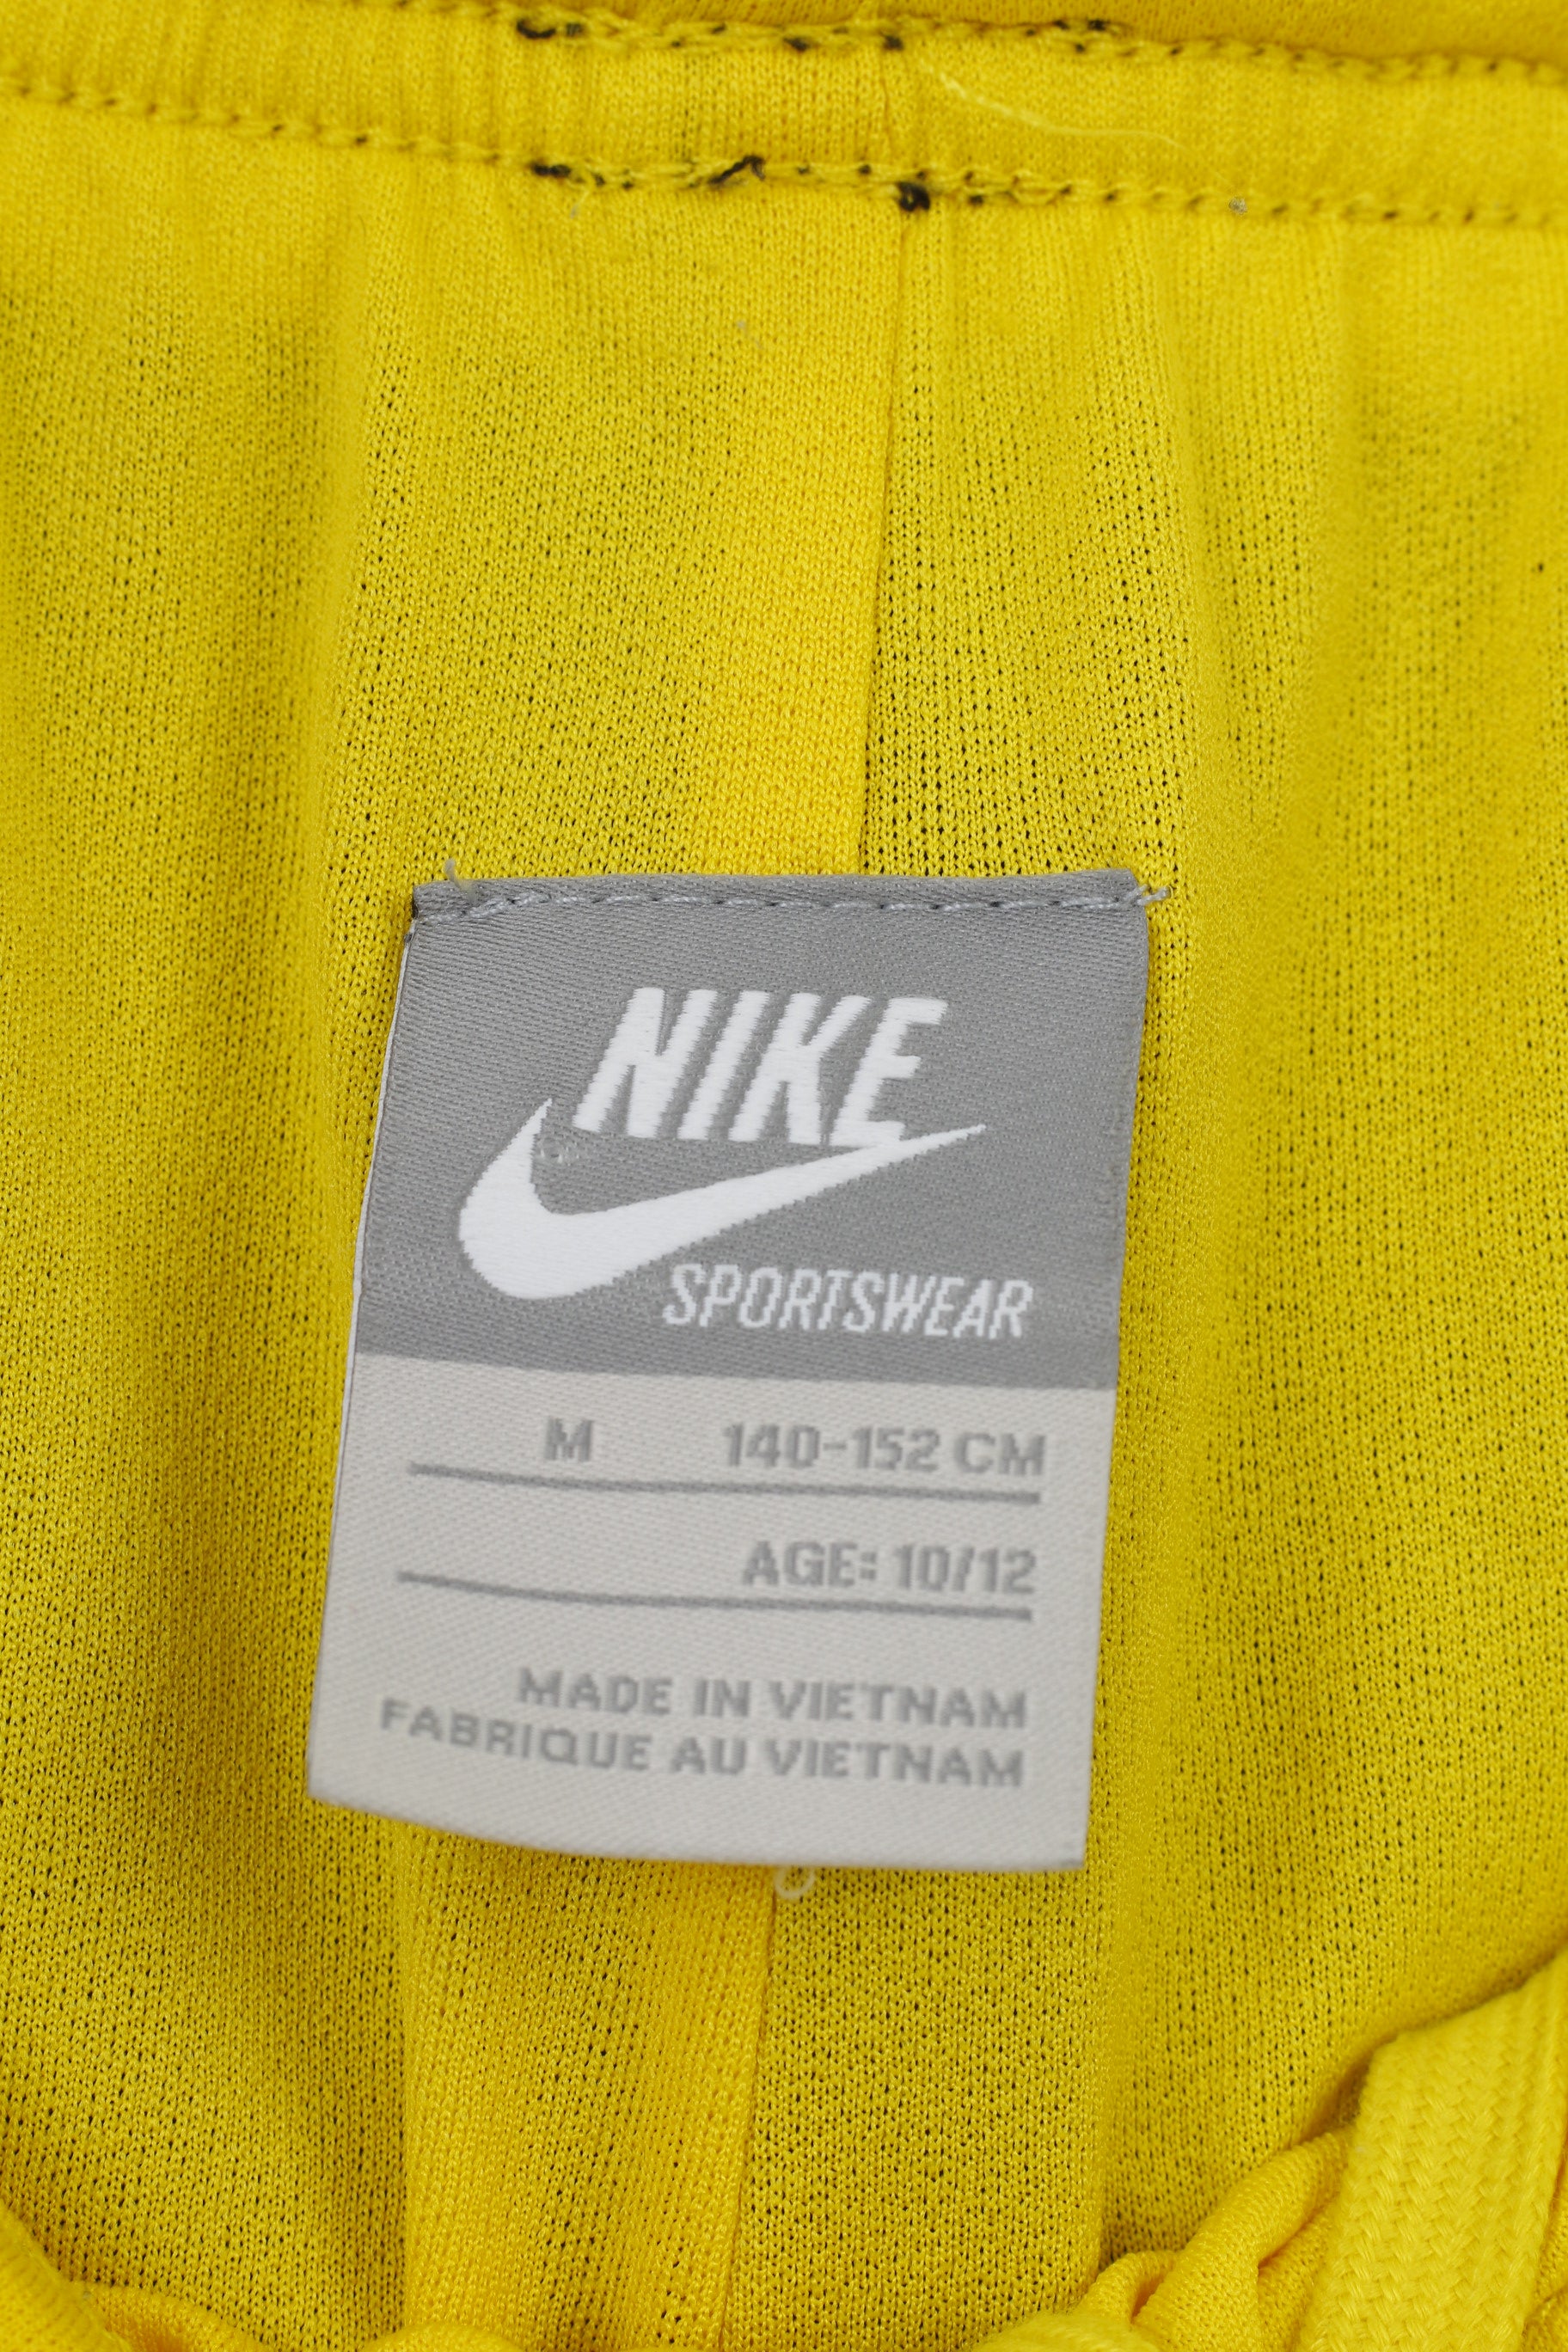 NIKE
SPORTSWEAR
M 140-152 CM
AGE: 10/12
MADE IN VIETNAM
FABRIQUE AU VIETNAM